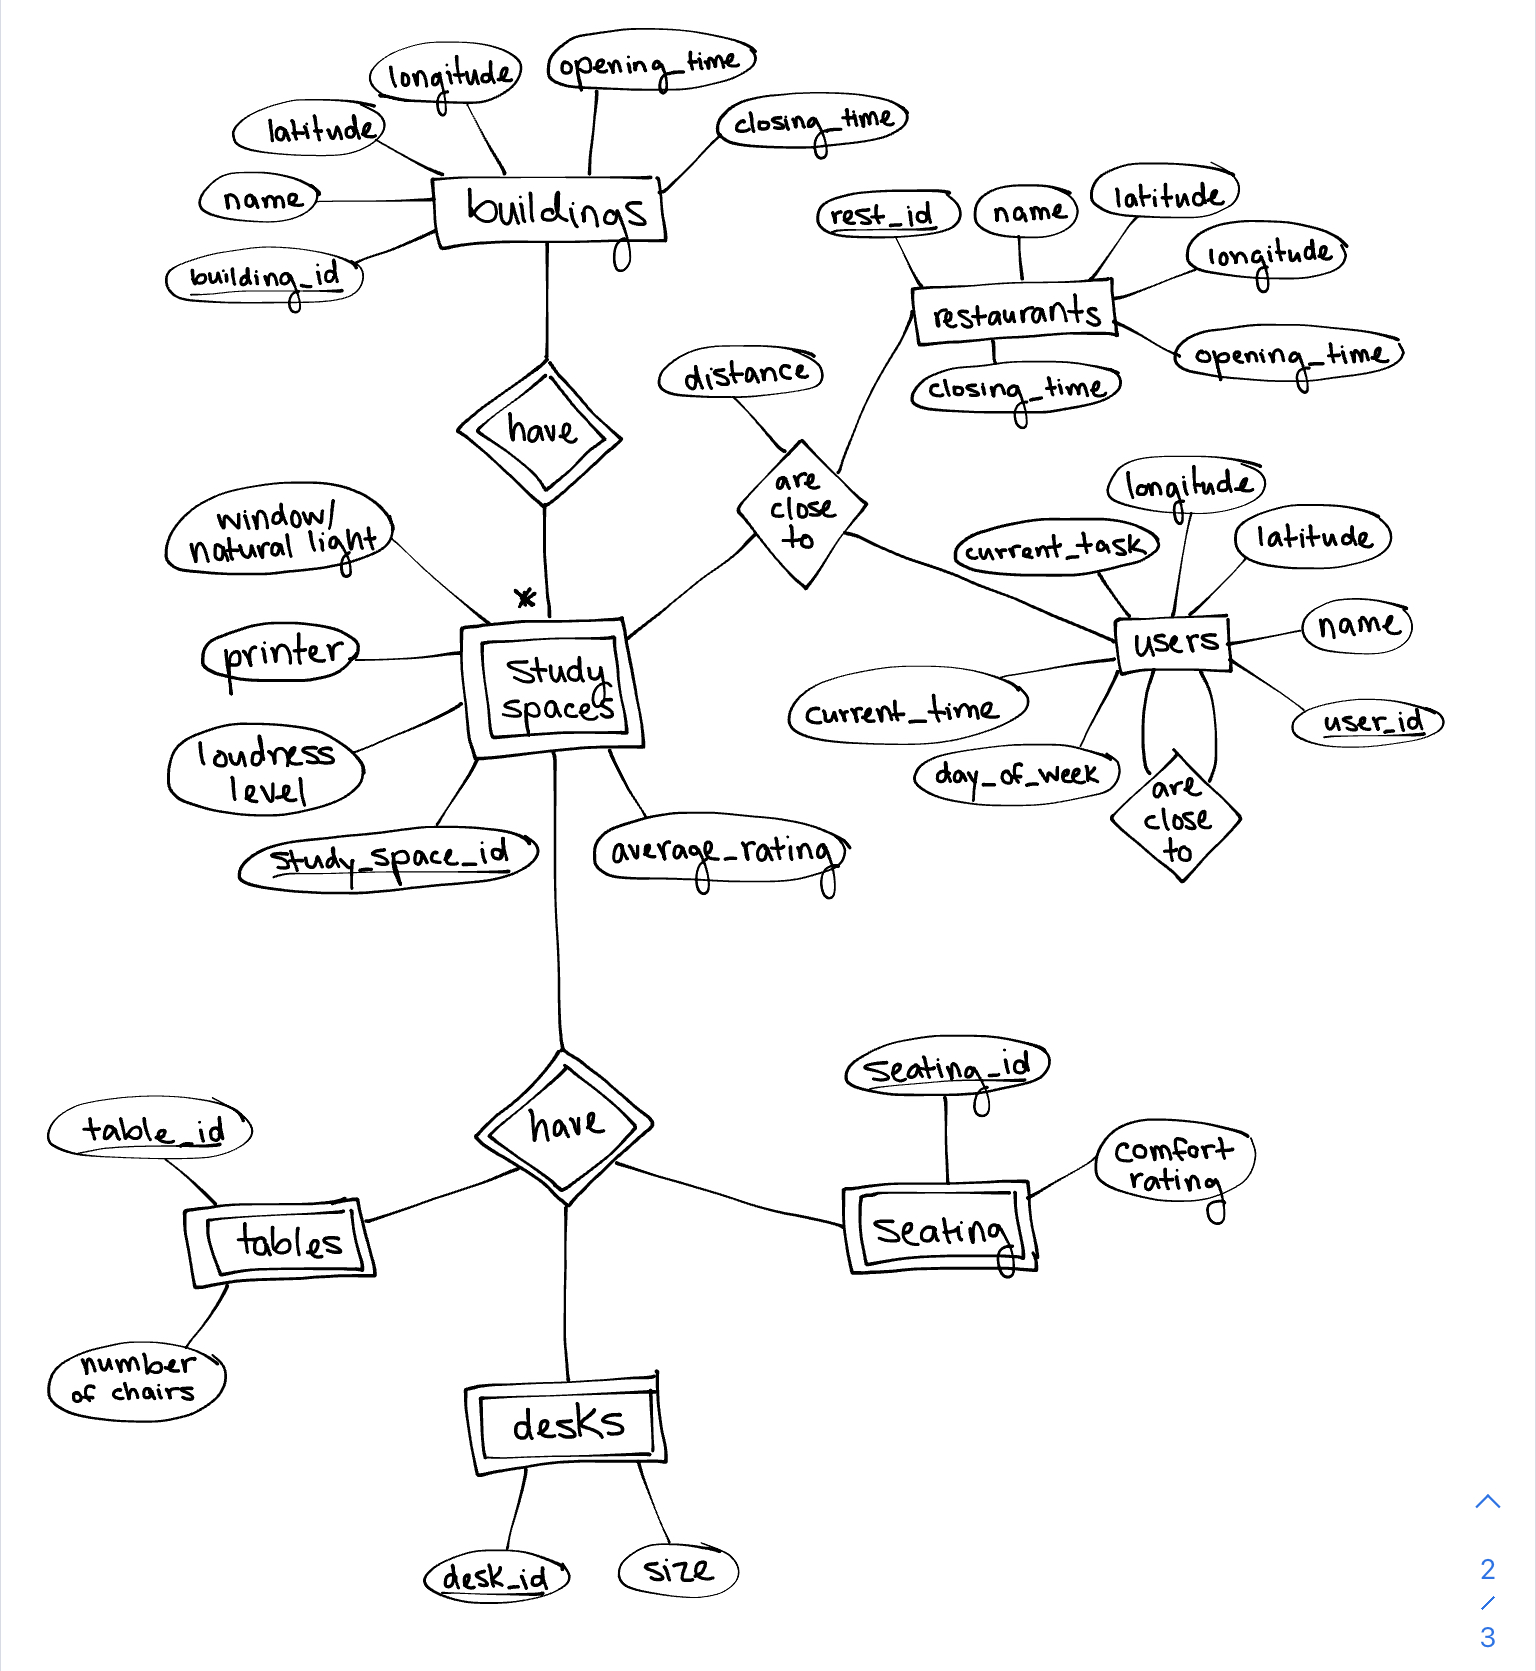 longitude
opening_time
latitude
closing_time
name
buildings
building_id
rest_id
name
latitude
longitude
restaurants
opening_time
closing_time
distance
have
are
close
to
window/
natural light
longitude
current_task
latitude
*
printer
study
spaces
users
name
current_time
user_id
loudness
level
day_of_week
are
close
to
study_space_id
average_rating
seating_id
have
table_id
comfort
rating
tables
seating
number
of chairs
desks
desk_id
size
2
/
3